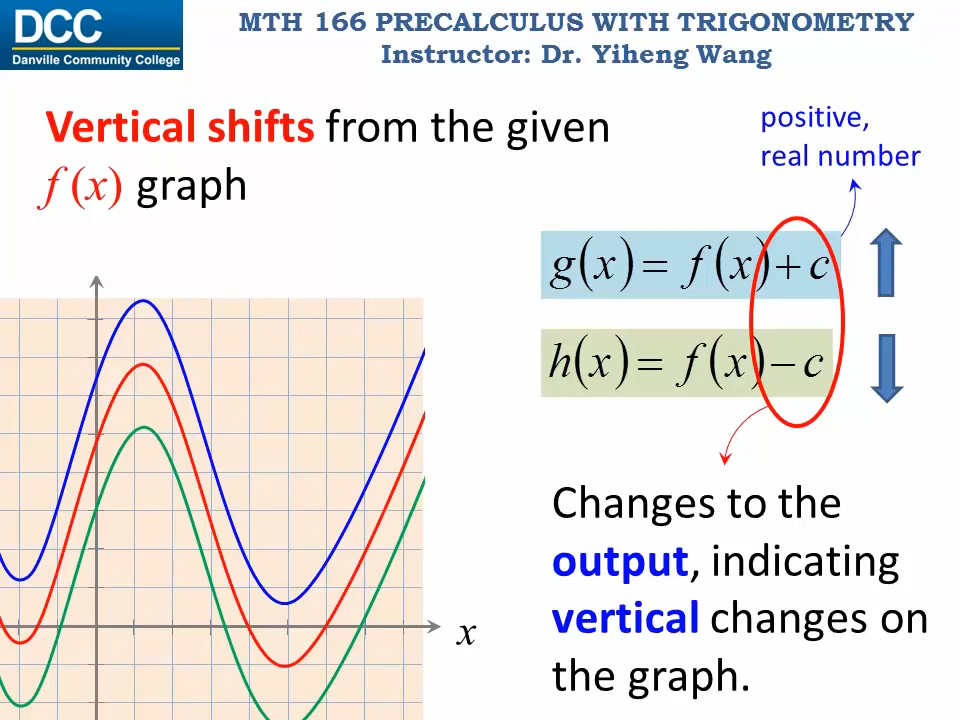 DCC
Danville Community College
MTH 166 PRECALCULUS WITH TRIGONOMETRY
Instructor: Dr. Yiheng Wang
Vertical shifts from the given
f (x) graph
positive,
real number
g(x) = f(x) + c
h(x) = f(x) − c
x
Changes to the
output, indicating
vertical changes on
the graph.